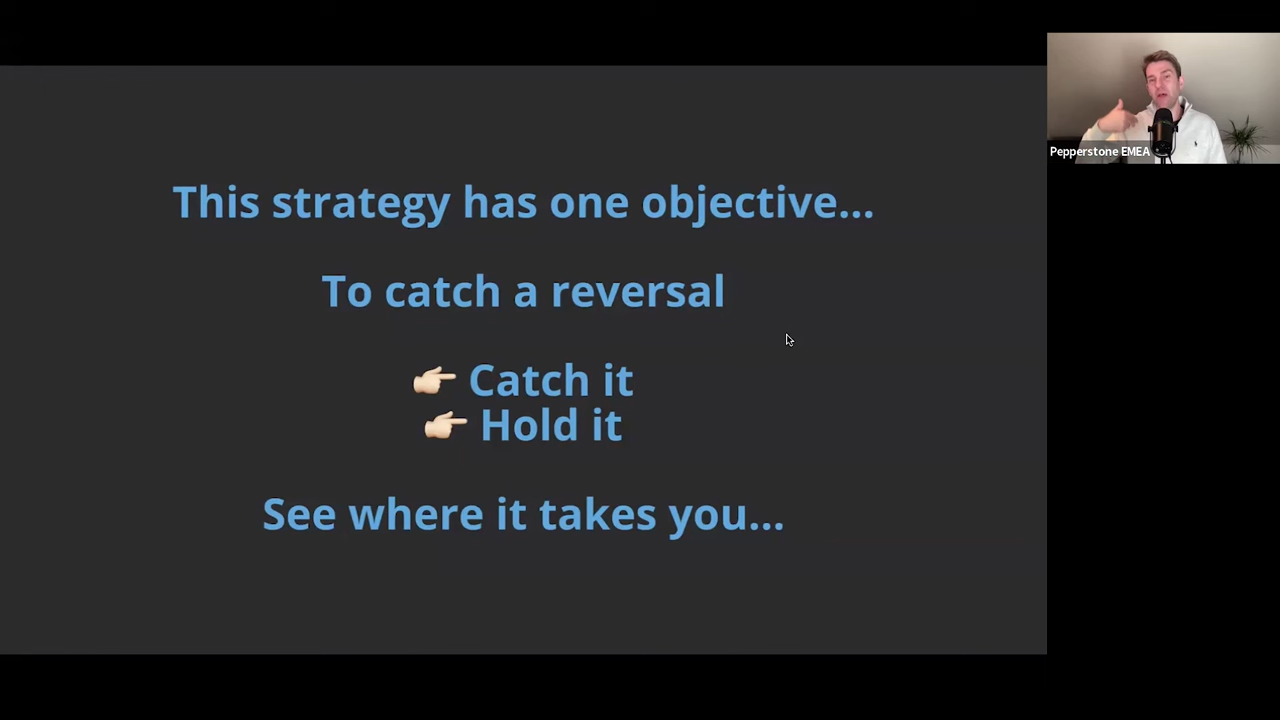 This strategy has one objective...
To catch a reversal
👉🏻 Catch it
👉🏻 Hold it
See where it takes you...
Pepperstone EMEA